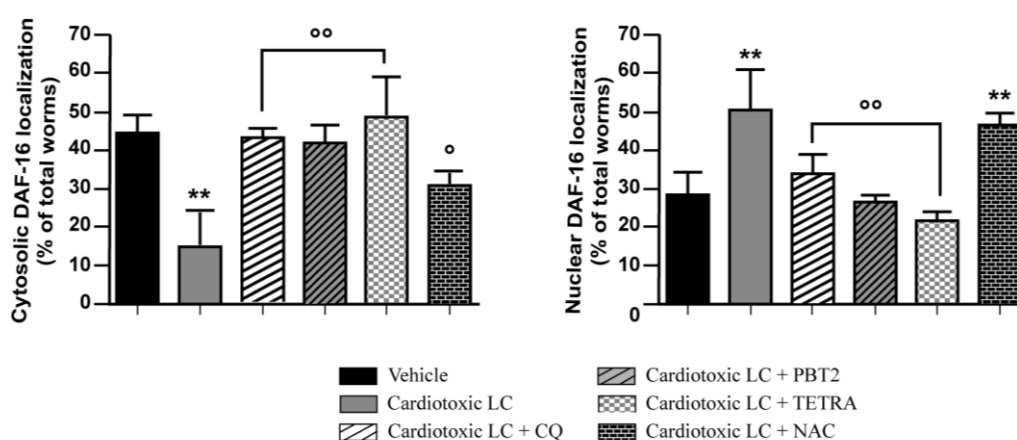 Cytosolic DAF-16 localization
(% of total worms)
70
60
50
40
30
20
10
0
**
°°
°
Nuclear DAF-16 localization
(% of total worms)
70
60
50
40
30
20
10
0
**
°°
**
Vehicle
Cardiotoxic LC
Cardiotoxic LC + CQ
Cardiotoxic LC + PBT2
Cardiotoxic LC + TETRA
Cardiotoxic LC + NAC